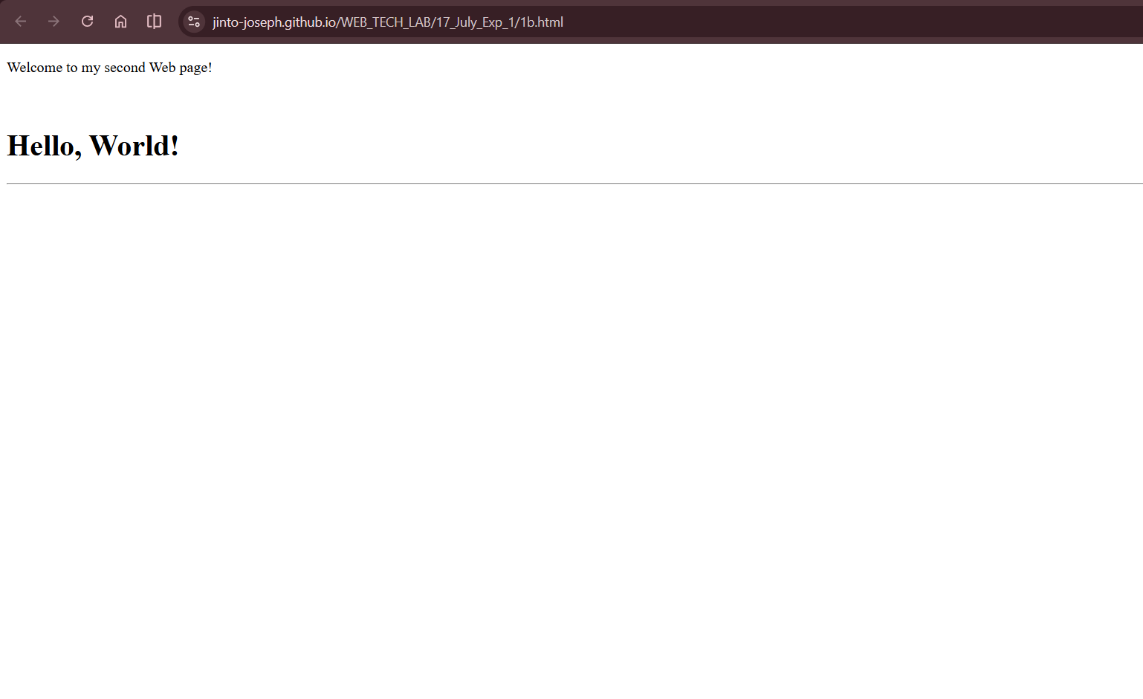 jinto-joseph.github.io/WEB_TECH_LAB/17_July_Exp_1/1b.html
Welcome to my second Web page!
Hello, World!